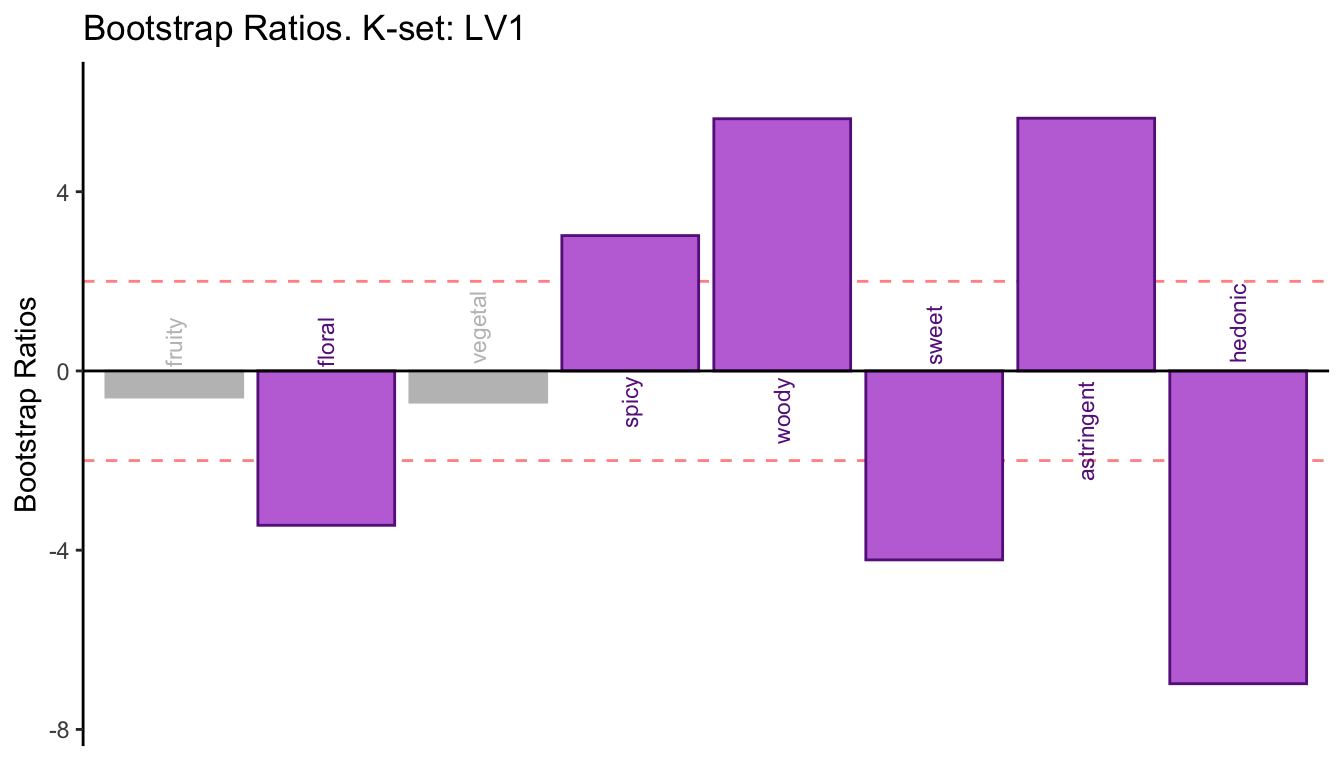 Bootstrap Ratios. K-set: LV1
Bootstrap Ratios
4
0
-4
-8
fruity
floral
vegetal
spicy
woody
sweet
astringent
hedonic